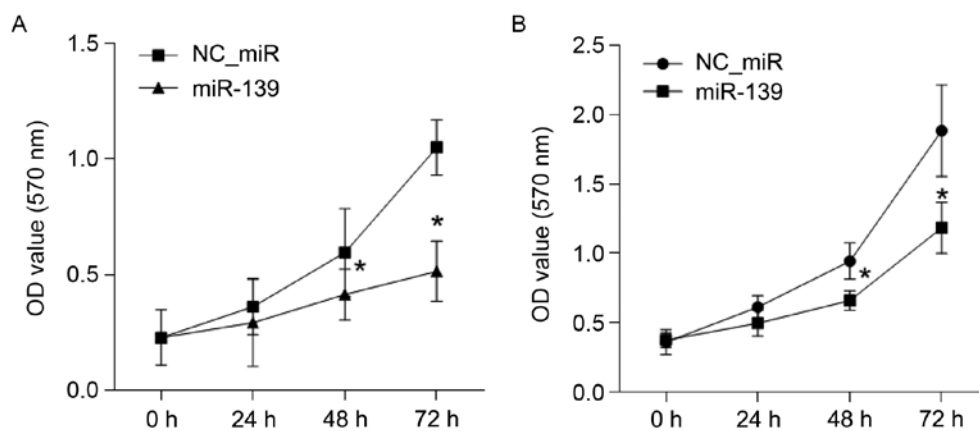 A
OD value (570 nm)
1.5
1.0
0.5
0.0
NC_miR
miR-139
*
*
0 h 24 h 48 h 72 h
B
OD value (570 nm)
2.5
2.0
1.5
1.0
0.5
0.0
NC_miR
miR-139
*
*
0 h 24 h 48 h 72 h